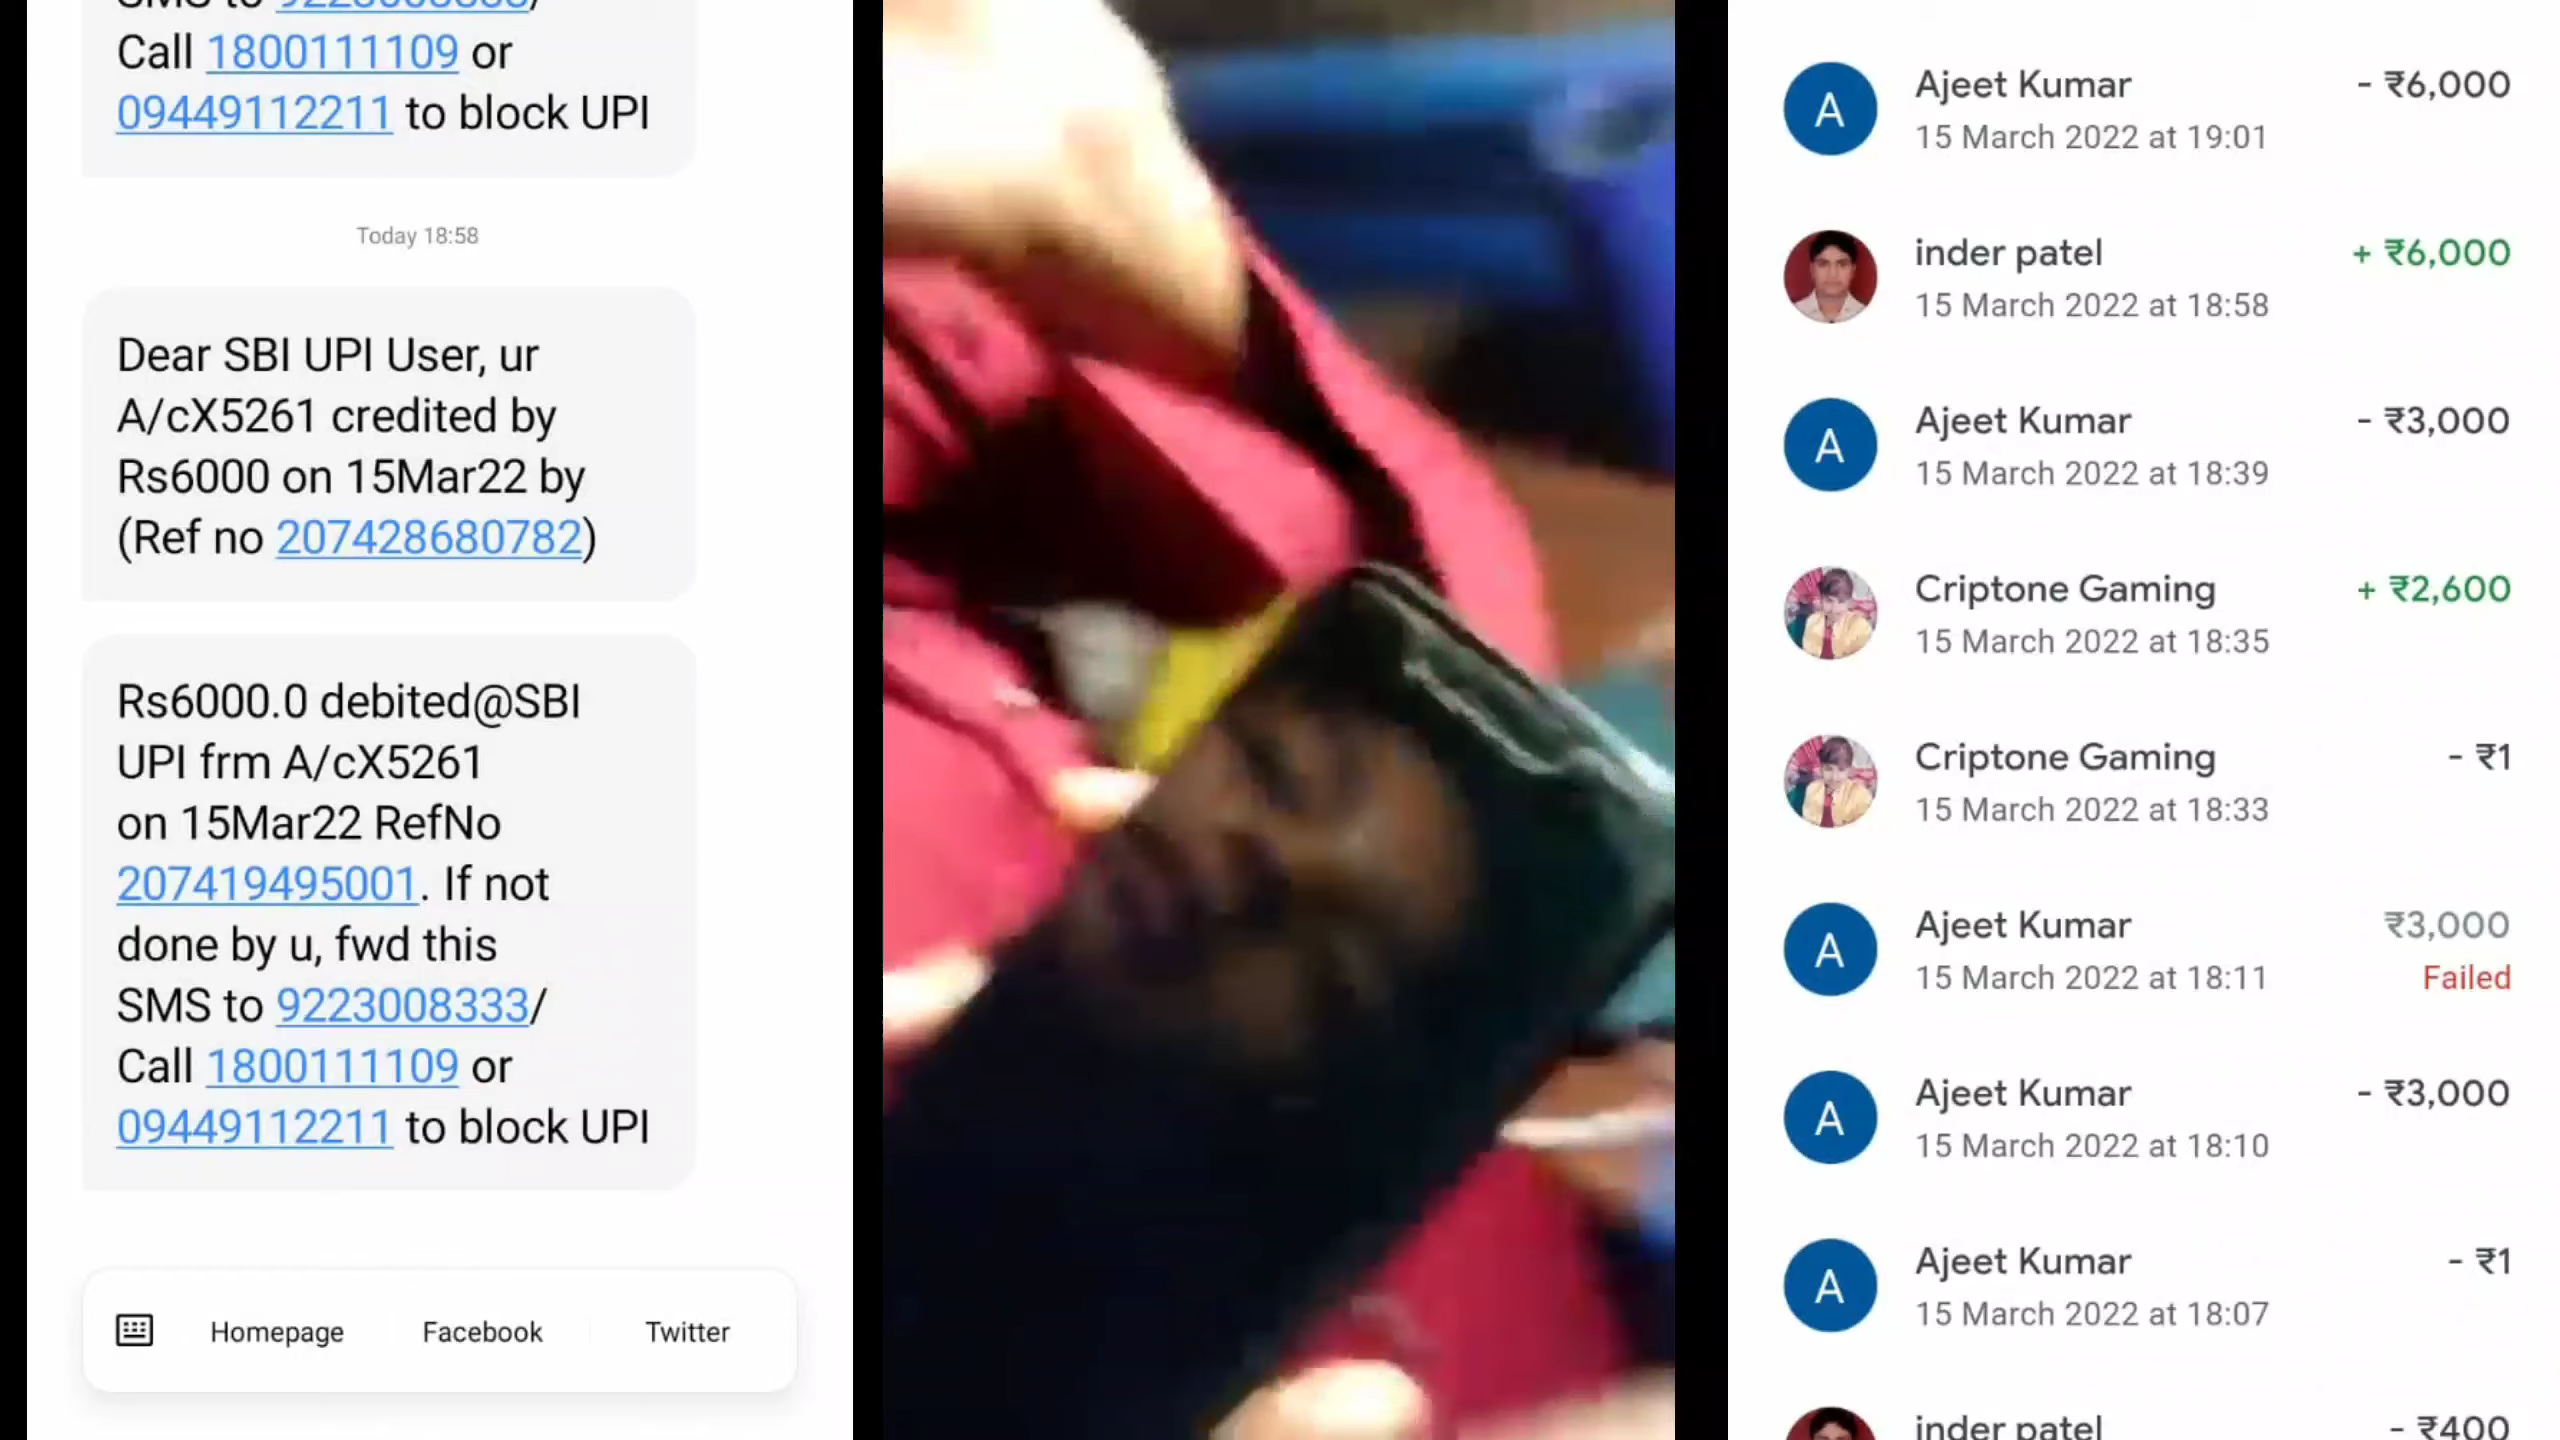 SMS to 9223008333/
Call 1800111109 or
09449112211 to block UPI
Today 18:58
Dear SBI UPI User, ur
A/cX5261 credited by
Rs6000 on 15Mar22 by
(Ref no 207428680782)
Rs6000.0 debited@SBI
UPI frm A/cX5261
on 15Mar22 RefNo
207419495001. If not
done by u, fwd this
SMS to 9223008333/
Call 1800111109 or
09449112211 to block UPI
Homepage Facebook Twitter
A Ajeet Kumar - ₹6,000
15 March 2022 at 19:01
inder patel + ₹6,000
15 March 2022 at 18:58
A Ajeet Kumar - ₹3,000
15 March 2022 at 18:39
Criptone Gaming + ₹2,600
15 March 2022 at 18:35
Criptone Gaming - ₹1
15 March 2022 at 18:33
A Ajeet Kumar ₹3,000
15 March 2022 at 18:11 Failed
A Ajeet Kumar - ₹3,000
15 March 2022 at 18:10
A Ajeet Kumar - ₹1
15 March 2022 at 18:07
inder patel - ₹400